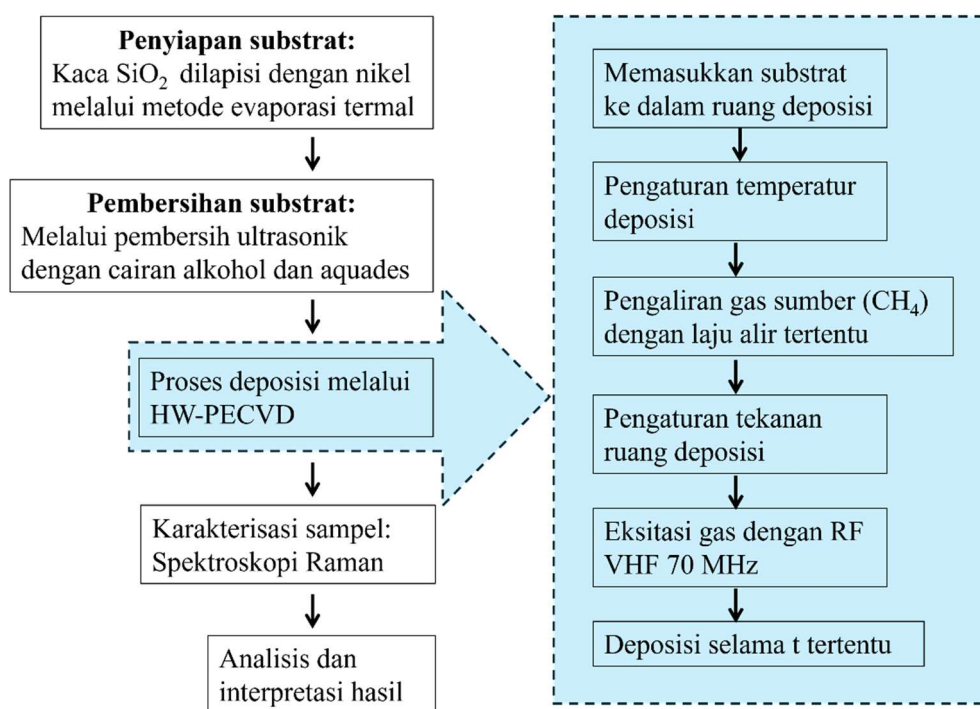 Penyiapan substrat:
Kaca SiO₂ dilapisi dengan nikel
melalui metode evaporasi termal
Pembersihan substrat:
Melalui pembersih ultrasonik
dengan cairan alkohol dan aquades
Proses deposisi melalui
HW-PECVD
Karakterisasi sampel:
Spektroskopi Raman
Analisis dan
interpretasi hasil
Memasukkan substrat
ke dalam ruang deposisi
Pengaturan temperatur
deposisi
Pengaliran gas sumber (CH₄)
dengan laju alir tertentu
Pengaturan tekanan
ruang deposisi
Eksitasi gas dengan RF
VHF 70 MHz
Deposisi selama t tertentu